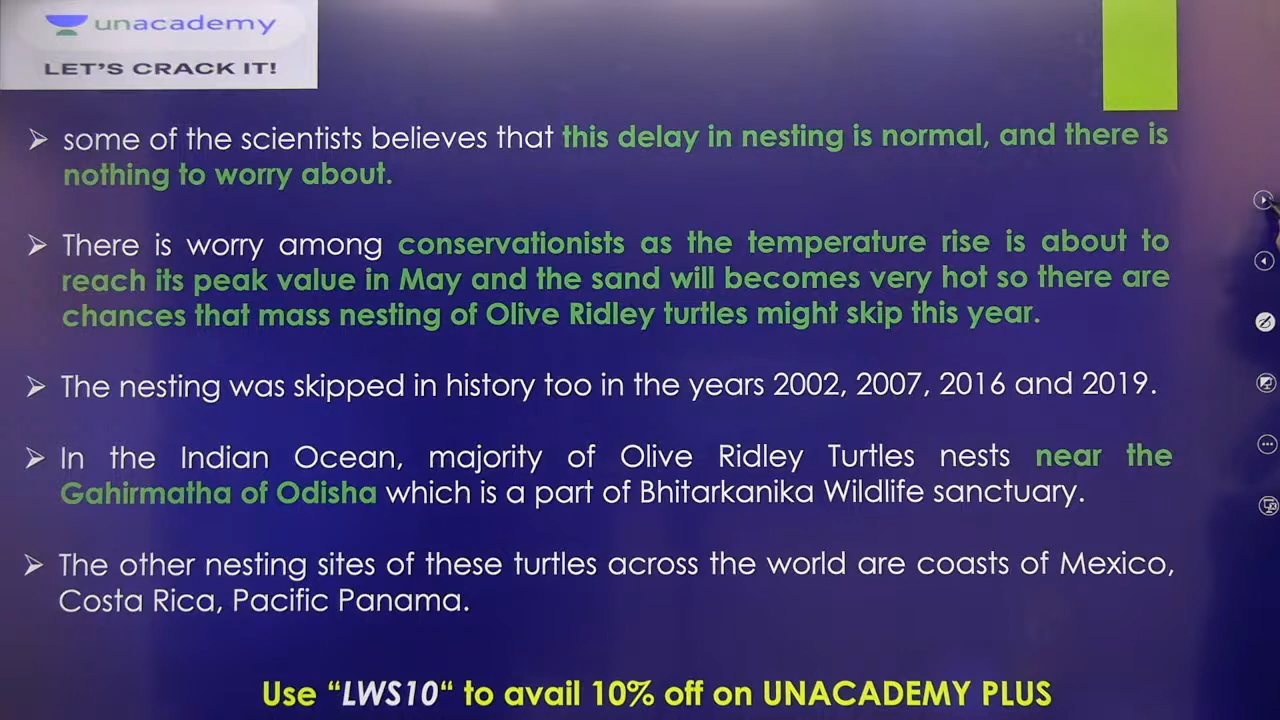 unacademy
LET'S CRACK IT!
some of the scientists believes that this delay in nesting is normal, and there is
nothing to worry about.
There is worry among conservationists as the temperature rise is about to
reach its peak value in May and the sand will becomes very hot so there are
chances that mass nesting of Olive Ridley turtles might skip this year.
The nesting was skipped in history too in the years 2002, 2007, 2016 and 2019.
In the Indian Ocean, majority of Olive Ridley Turtles nests near the
Gahirmatha of Odisha which is a part of Bhitarkanika Wildlife sanctuary.
The other nesting sites of these turtles across the world are coasts of Mexico,
Costa Rica, Pacific Panama.
Use “LWS10“ to avail 10% off on UNACADEMY PLUS